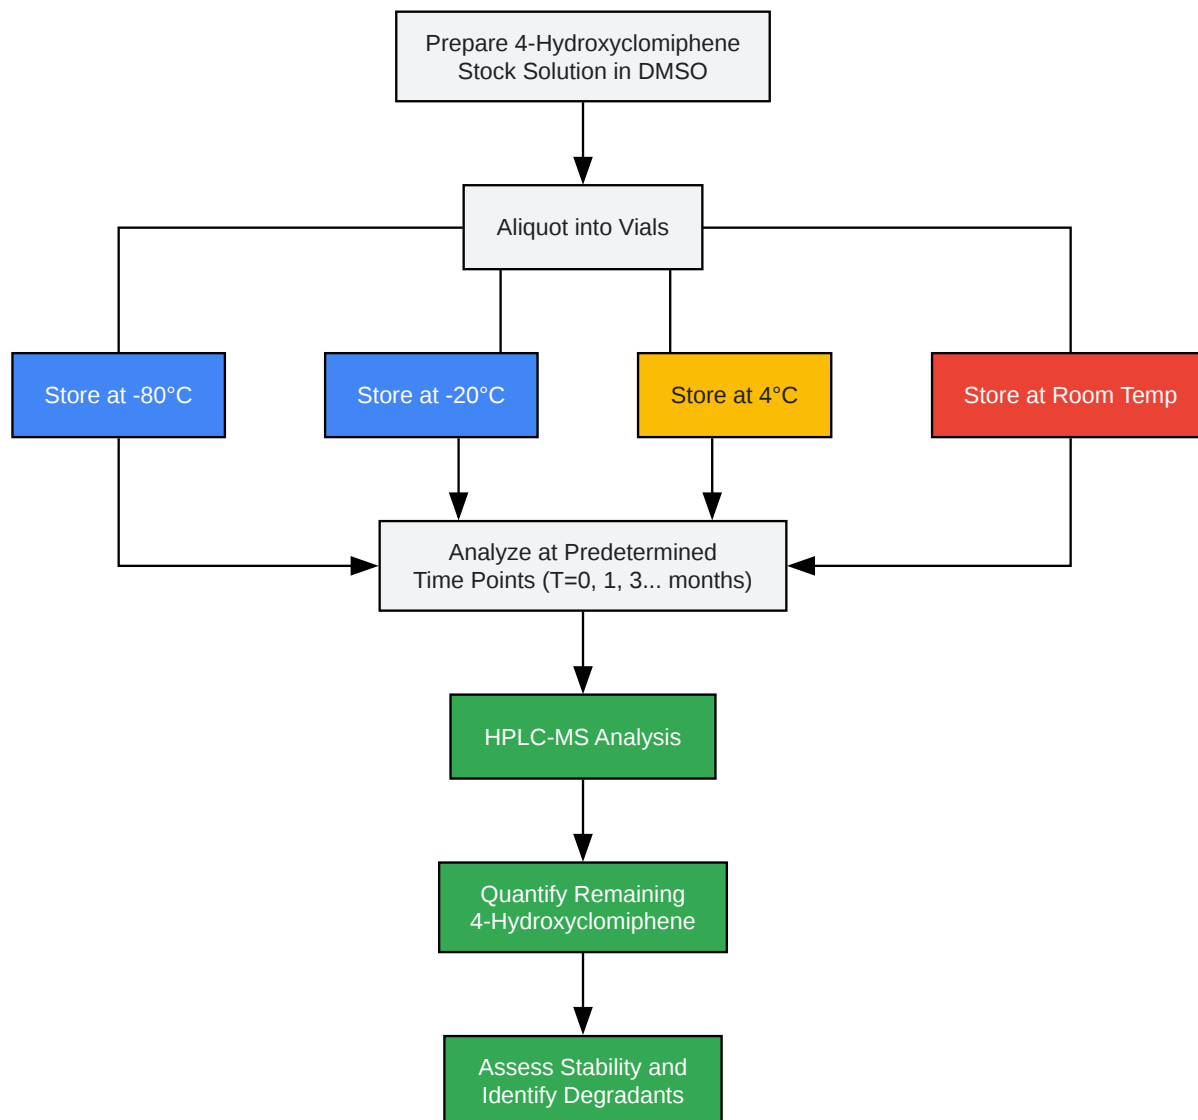 Prepare 4-Hydroxyclomiphene
Stock Solution in DMSO
Aliquot into Vials
Store at -80°C
Store at -20°C
Store at 4°C
Store at Room Temp
Analyze at Predetermined
Time Points (T=0, 1, 3... months)
HPLC-MS Analysis
Quantify Remaining
4-Hydroxyclomiphene
Assess Stability and
Identify Degradants